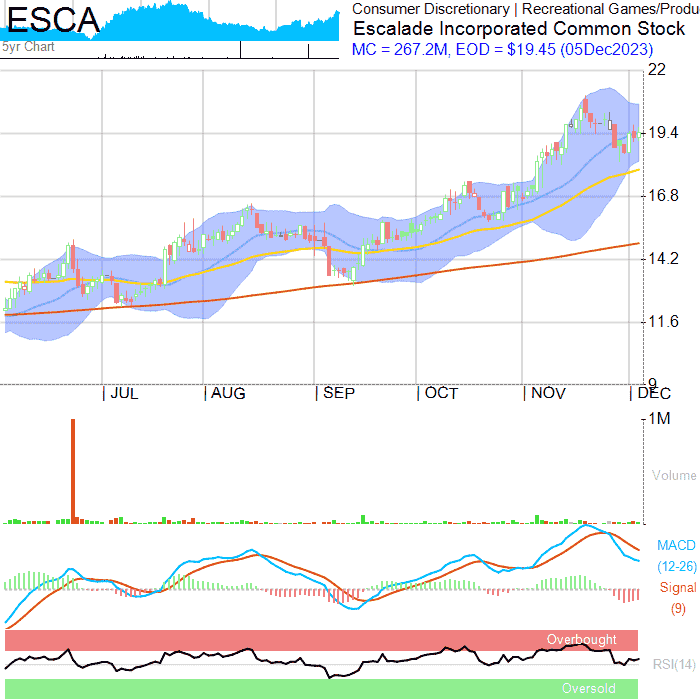 ESCA
Consumer Discretionary | Recreational Games/Produ
Escalade Incorporated Common Stock
5yr Chart
MC = 267.2M, EOD = $19.45 (05Dec2023)
22
19.4
16.8
14.2
11.6
9
JUL
AUG
SEP
OCT
NOV
DEC
1M
Volume
MACD
(12-26)
Signal
(9)
Overbought
RSI(14)
Oversold